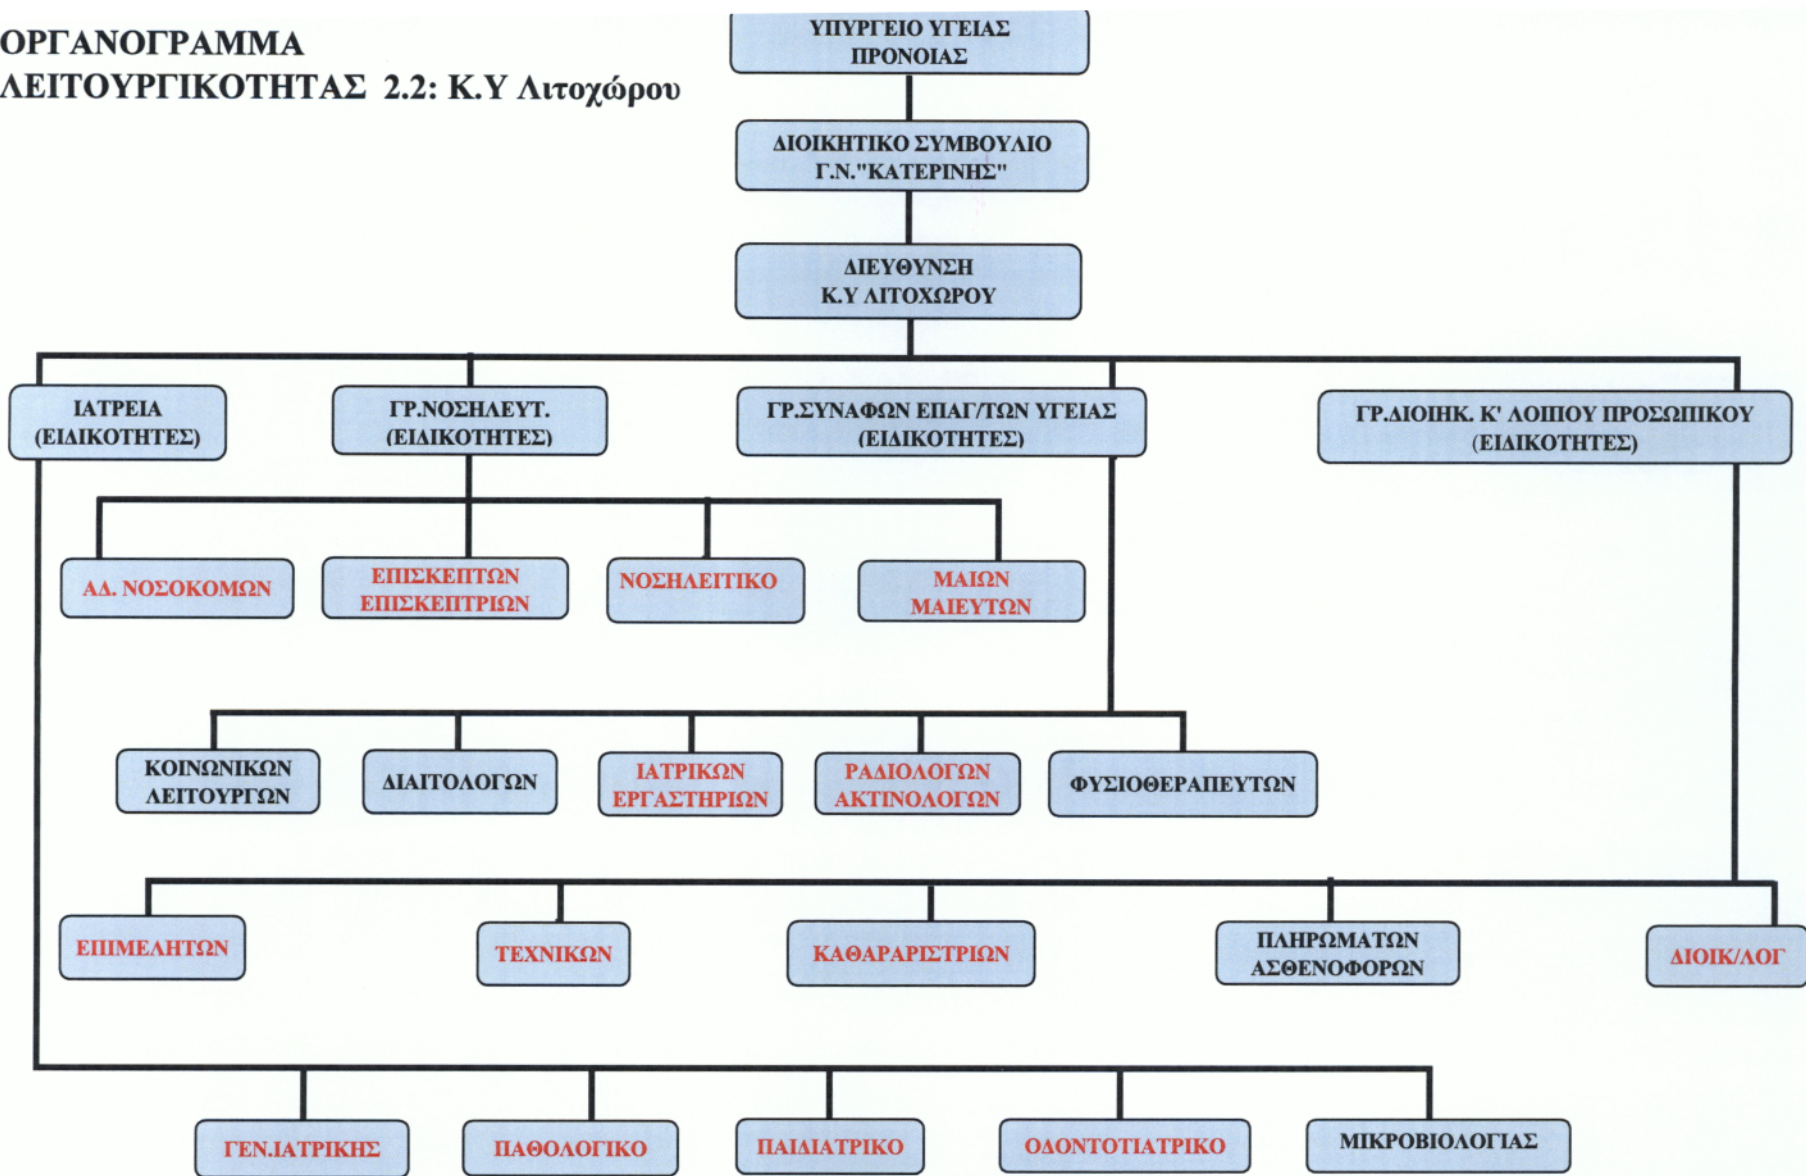 ΟΡΓΑΝΟΓΡΑΜΜΑ
ΛΕΙΤΟΥΡΓΙΚΟΤΗΤΑΣ 2.2: Κ.Υ Λιτοχώρου
ΥΠΥΡΓΕΙΟ ΥΓΕΙΑΣ
ΠΡΟΝΟΙΑΣ
ΔΙΟΙΚΗΤΙΚΟ ΣΥΜΒΟΥΛΙΟ
Γ.Ν."ΚΑΤΕΡΙΝΗΣ"
ΔΙΕΥΘΥΝΣΗ
Κ.Υ ΛΙΤΟΧΩΡΟΥ
ΙΑΤΡΕΙΑ
(ΕΙΔΙΚΟΤΗΤΕΣ)
ΓΡ.ΝΟΣΗΛΕΥΤ.
(ΕΙΔΙΚΟΤΗΤΕΣ)
ΓΡ.ΣΥΝΑΦΩΝ ΕΠΑΓ/ΤΩΝ ΥΓΕΙΑΣ
(ΕΙΔΙΚΟΤΗΤΕΣ)
ΓΡ.ΔΙΟΙΗΚ. Κ' ΛΟΙΠΟΥ ΠΡΟΣΩΠΙΚΟΥ
(ΕΙΔΙΚΟΤΗΤΕΣ)
ΑΔ. ΝΟΣΟΚΟΜΩΝ
ΕΠΙΣΚΕΠΤΩΝ
ΕΠΙΣΚΕΠΤΡΙΩΝ
ΝΟΣΗΛΕΙΤΙΚΟ
ΜΑΙΩΝ
ΜΑΙΕΥΤΩΝ
ΚΟΙΝΩΝΙΚΩΝ
ΛΕΙΤΟΥΡΓΩΝ
ΔΙΑΙΤΟΛΟΓΩΝ
ΙΑΤΡΙΚΩΝ
ΕΡΓΑΣΤΗΡΙΩΝ
ΡΑΔΙΟΛΟΓΩΝ
ΑΚΤΙΝΟΛΟΓΩΝ
ΦΥΣΙΟΘΕΡΑΠΕΥΤΩΝ
ΕΠΙΜΕΛΗΤΩΝ
ΤΕΧΝΙΚΩΝ
ΚΑΘΑΡΑΡΙΣΤΡΙΩΝ
ΠΛΗΡΩΜΑΤΩΝ
ΑΣΘΕΝΟΦΟΡΩΝ
ΔΙΟΙΚ/ΛΟΓ
ΓΕΝ.ΙΑΤΡΙΚΗΣ
ΠΑΘΟΛΟΓΙΚΟ
ΠΑΙΔΙΑΤΡΙΚΟ
ΟΔΟΝΤΟΤΙΑΤΡΙΚΟ
ΜΙΚΡΟΒΙΟΛΟΓΙΑΣ